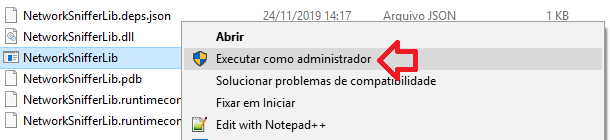 NetworkSnifferLib.deps.json 24/11/2019 14:17 Arquivo JSON 1 KB
NetworkSnifferLib.dll
Abrir
NetworkSnifferLib
Executar como administrador
NetworkSnifferLib.pdb
Solucionar problemas de compatibilidade
NetworkSnifferLib.runtimecon
Fixar em Iniciar
NetworkSnifferLib.runtimecon
Edit with Notepad++